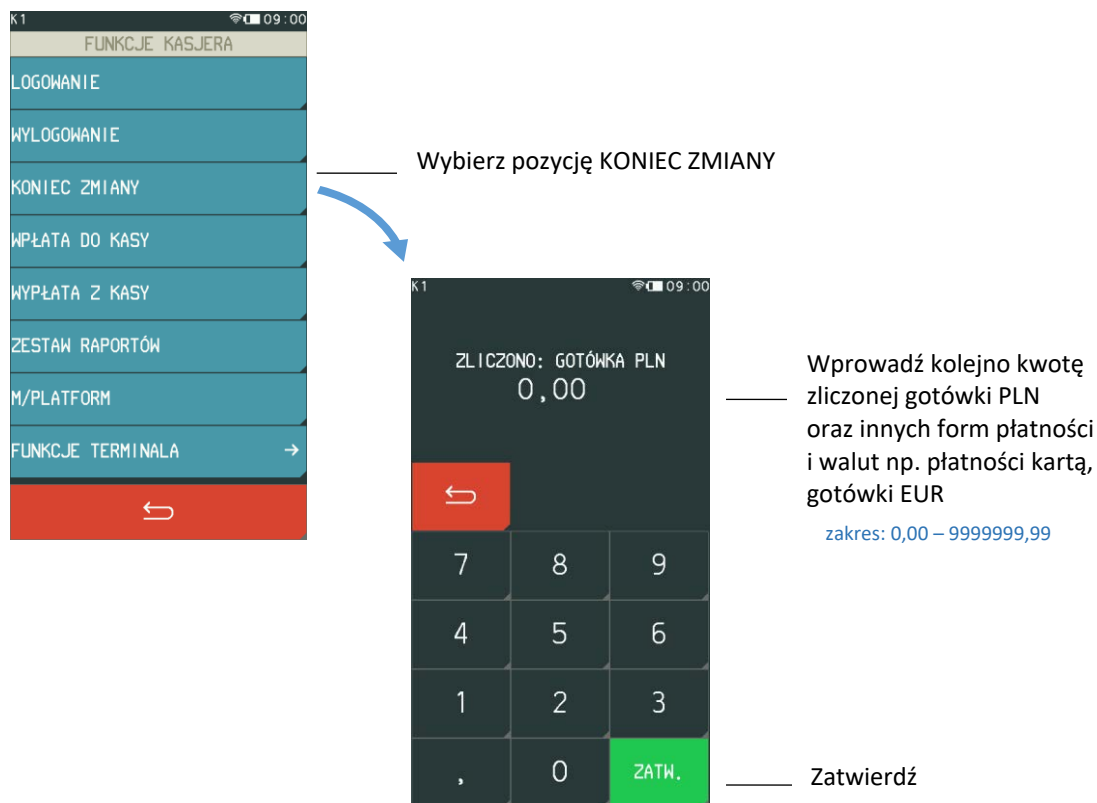 K1 09:00
FUNKCJE KASJERA
LOGOWANIE
WYLOGOWANIE
KONIEC ZMIANY
WPŁATA DO KASY
WYPŁATA Z KASY
ZESTAW RAPORTÓW
M/PLATFORM
FUNKCJE TERMINALA →
Wybierz pozycję KONIEC ZMIANY
K1 09:00
ZLICZONO: GOTÓWKA PLN
0,00
7 8 9
4 5 6
1 2 3
, 0 ZATW.
Wprowadź kolejno kwotę
zliczonej gotówki PLN
oraz innych form płatności
i walut np. płatności kartą,
gotówki EUR
zakres: 0,00 – 9999999,99
Zatwierdź